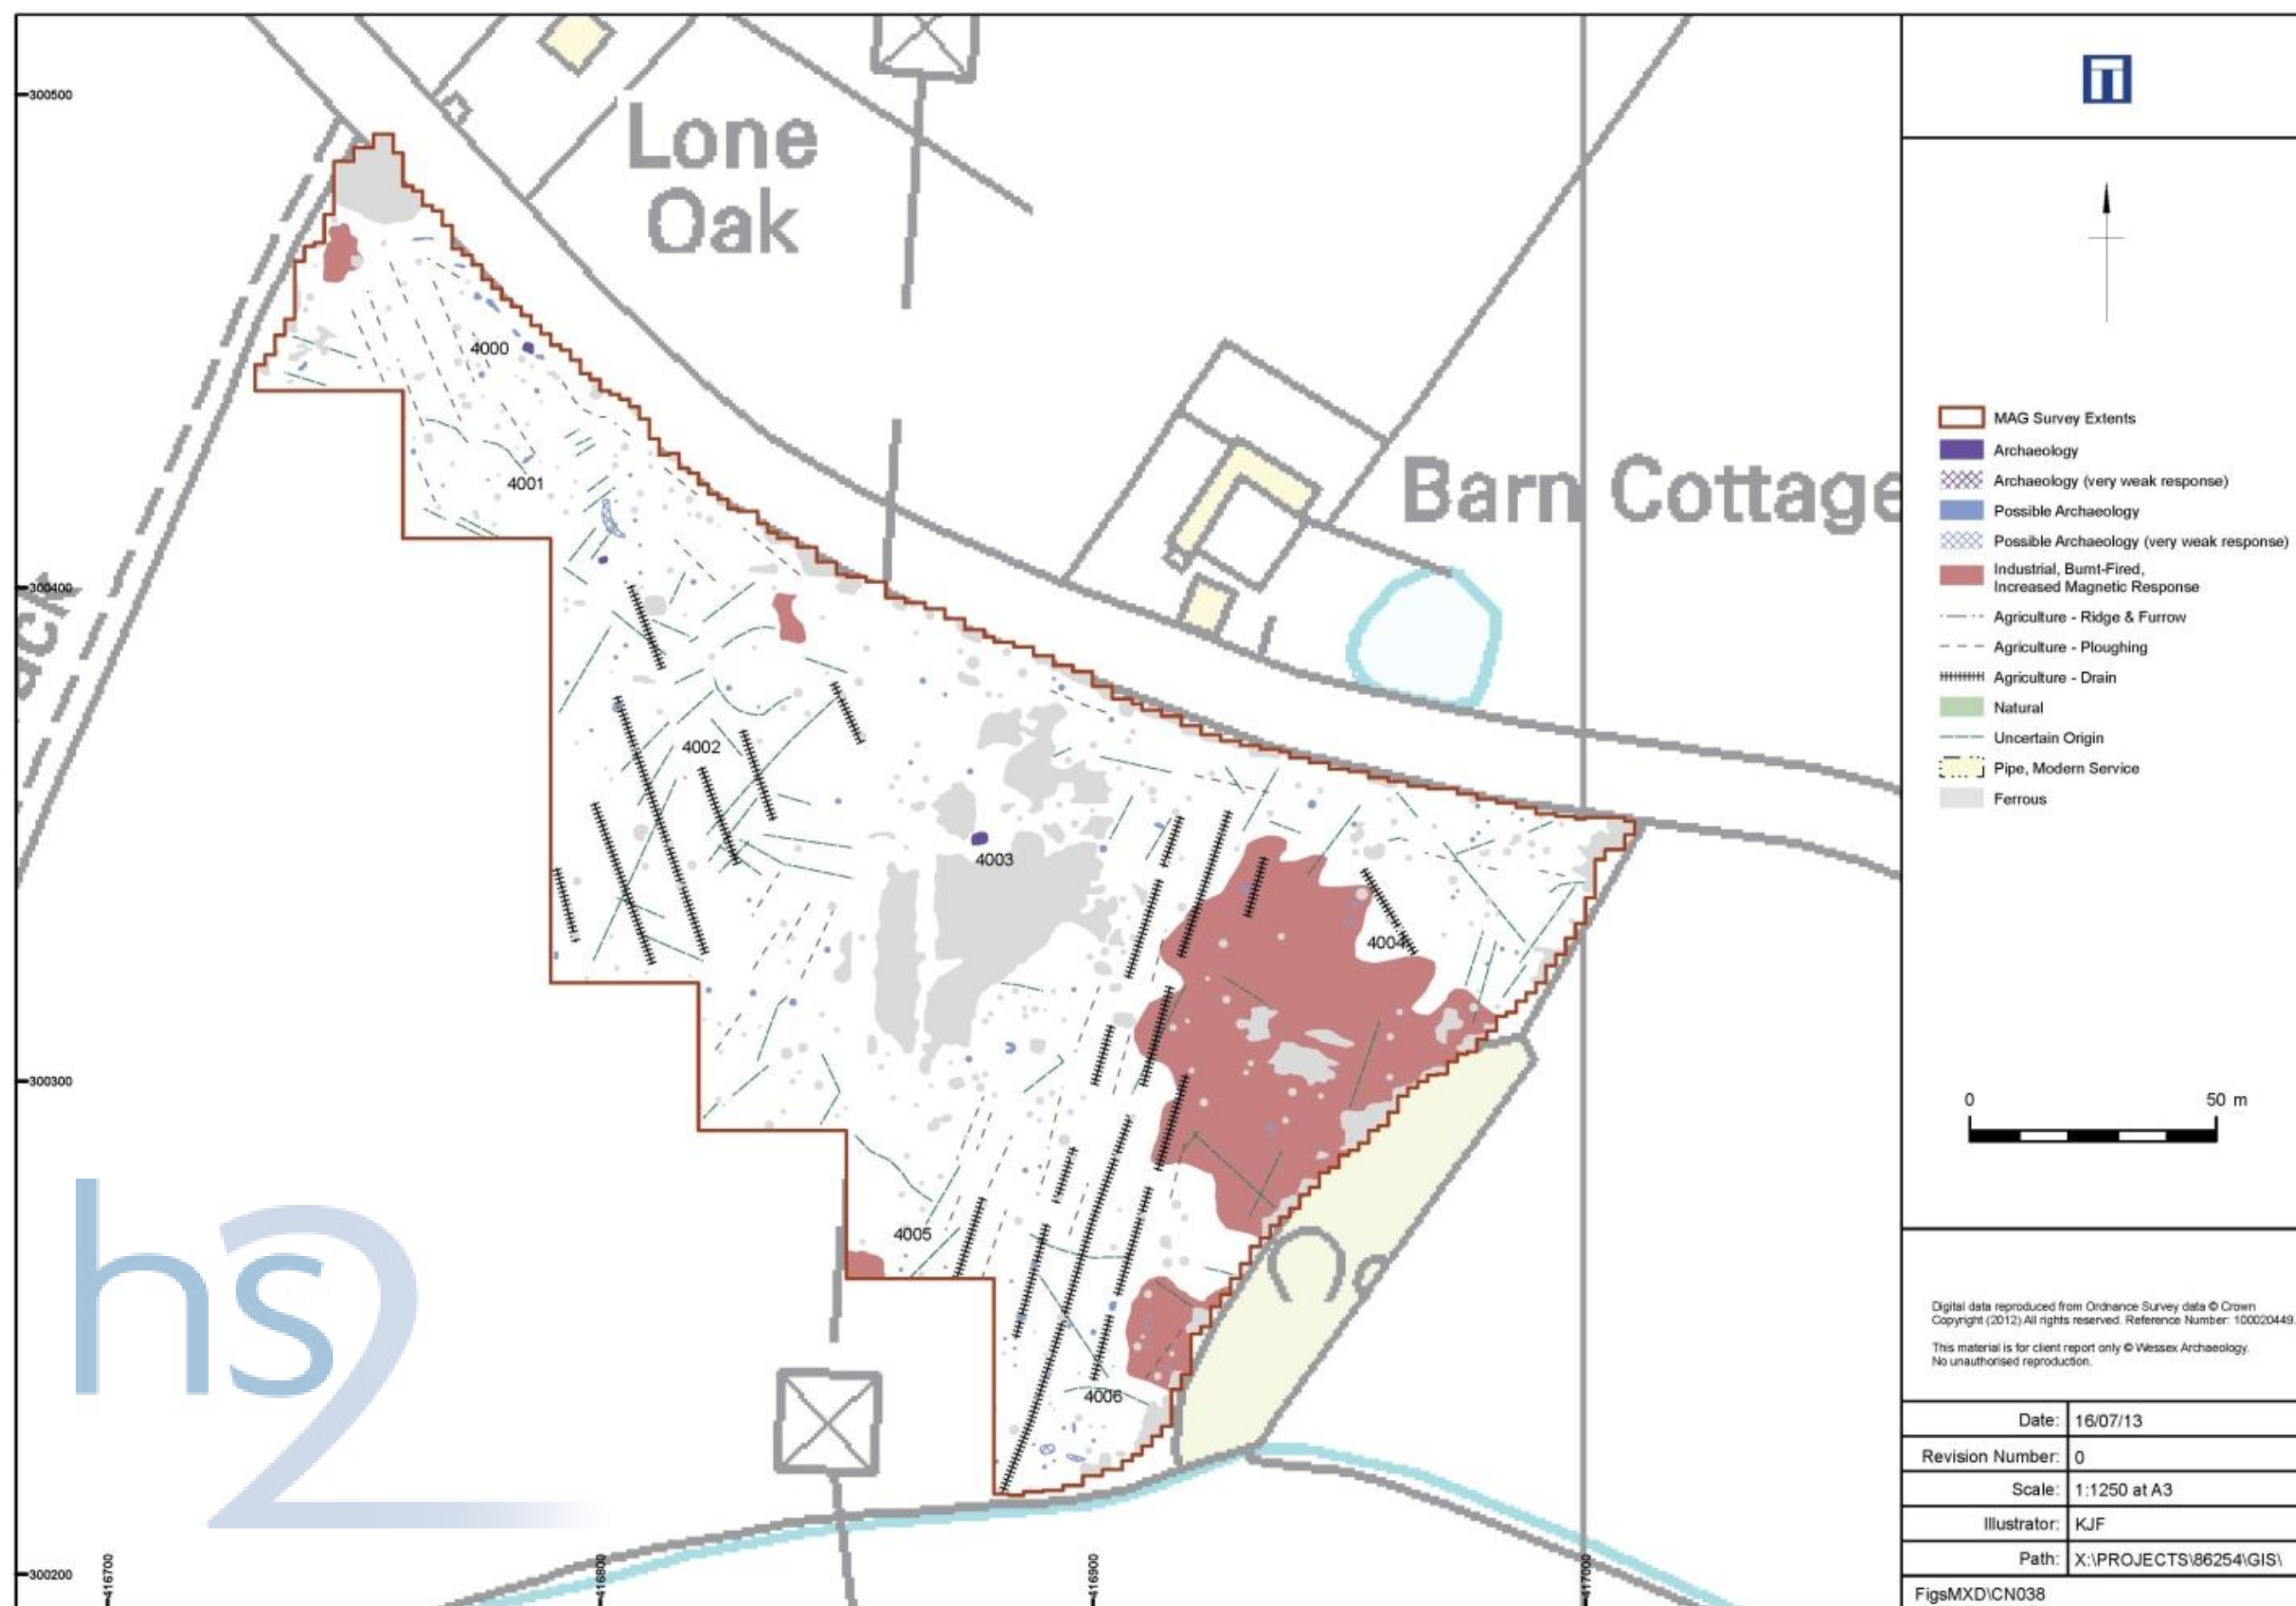 300500
300400
300300
300200
416700
416800
416900
417000
Lone
Oak
Barn Cottage
ack
4000
4001
4002
4003
4004
4005
4006
hs2
MAG Survey Extents
Archaeology
Archaeology (very weak response)
Possible Archaeology
Possible Archaeology (very weak response)
Industrial, Burnt-Fired,
Increased Magnetic Response
Agriculture - Ridge & Furrow
Agriculture - Ploughing
Agriculture - Drain
Natural
Uncertain Origin
Pipe, Modern Service
Ferrous
0 50 m
Digital data reproduced from Ordnance Survey data © Crown
Copyright (2012) All rights reserved. Reference Number: 100020449.
This material is for client report only © Wessex Archaeology.
No unauthorised reproduction.
Date: 16/07/13
Revision Number: 0
Scale: 1:1250 at A3
Illustrator: KJF
Path: X:\PROJECTS\86254\GIS\
FigsMXD\CN038